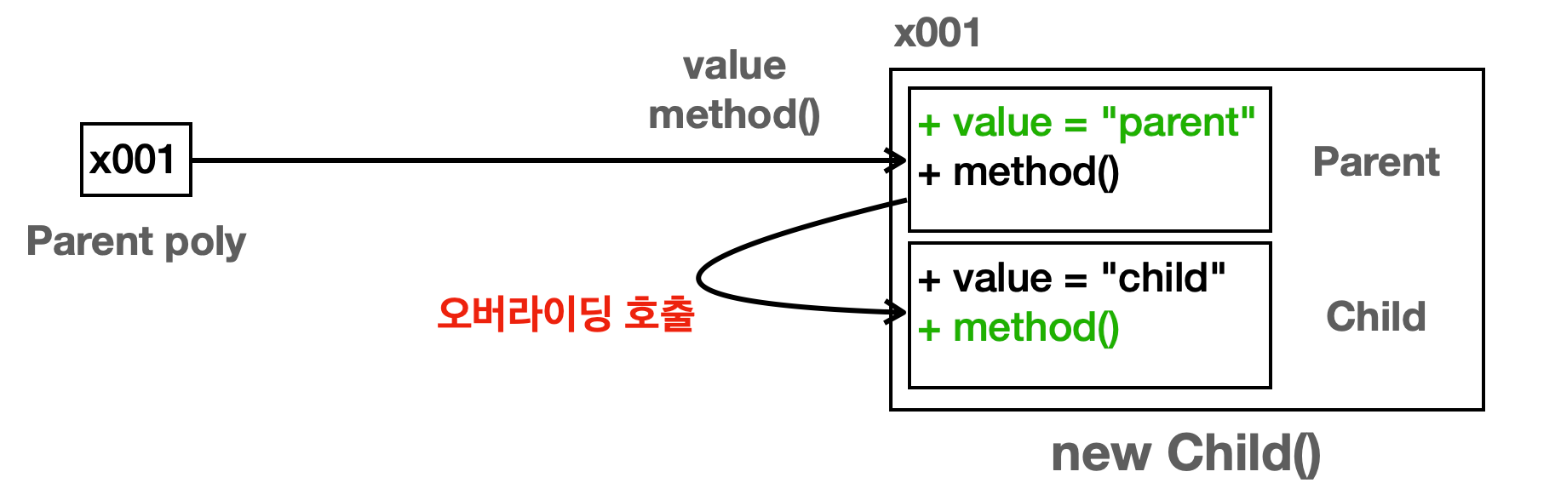 x001
value
method()
+ value = "parent"
+ method()
Parent
x001
Parent poly
오버라이딩 호출
+ value = "child"
+ method()
Child
new Child()